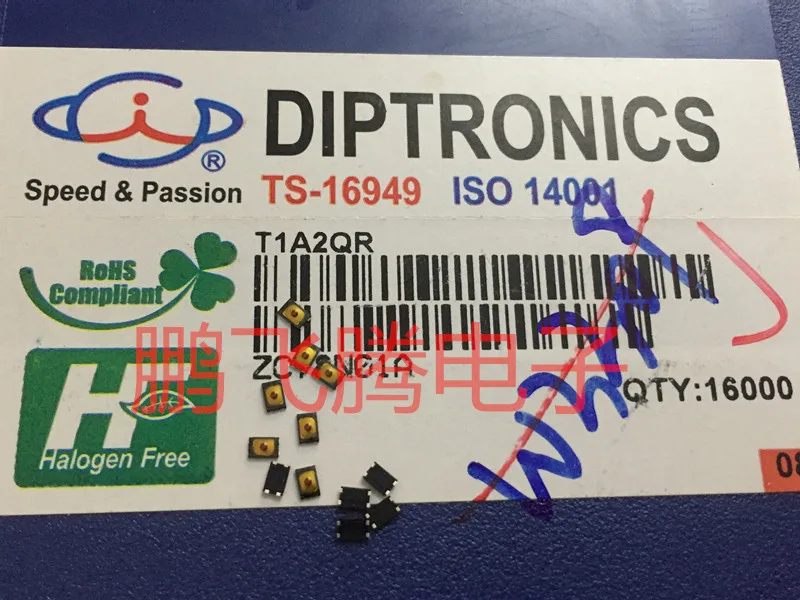 DIPTRONICS
®
Speed & Passion
TS-16949 ISO 14001
T1A2QR
RoHS
Compliant
鹏飞腾电子
QTY:16000
H
Halogen Free
08